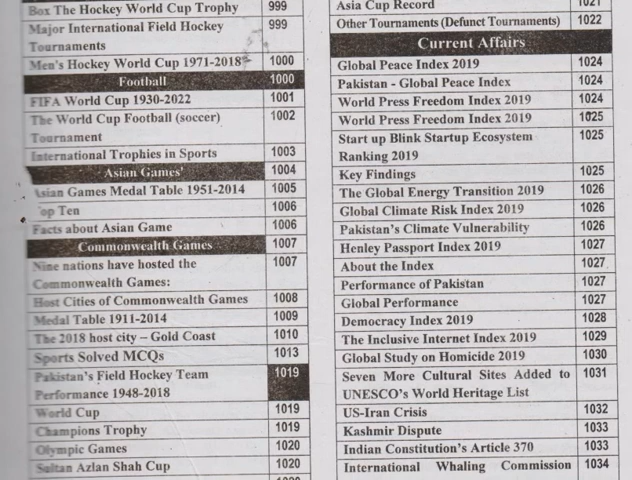 Box The Hockey World Cup Trophy 999
Major International Field Hockey 999
Tournaments
Men's Hockey World Cup 1971-2018 1000
Football 1000
FIFA World Cup 1930-2022 1001
The World Cup Football (soccer) 1002
Tournament
International Trophies in Sports 1003
Asian Games' 1004
Asian Games Medal Table 1951-2014 1005
Top Ten 1006
Facts about Asian Game 1006
Commonwealth Games 1007
Nine nations have hosted the 1007
Commonwealth Games:
Host Cities of Commonwealth Games 1008
Medal Table 1911-2014 1009
The 2018 host city – Gold Coast 1010
Sports Solved MCQs 1013
Pakistan's Field Hockey Team 1019
Performance 1948-2018
World Cup 1019
Champions Trophy 1019
Olympic Games 1020
Sultan Azlan Shah Cup 1020
Asia Cup Record 1021
Other Tournaments (Defunct Tournaments) 1022
Current Affairs
Global Peace Index 2019 1024
Pakistan - Global Peace Index 1024
World Press Freedom Index 2019 1024
World Press Freedom Index 2019 1025
Start up Blink Startup Ecosystem 1025
Ranking 2019
Key Findings 1025
The Global Energy Transition 2019 1026
Global Climate Risk Index 2019 1026
Pakistan's Climate Vulnerability 1026
Henley Passport Index 2019 1027
About the Index 1027
Performance of Pakistan 1027
Global Performance 1027
Democracy Index 2019 1028
The Inclusive Internet Index 2019 1029
Global Study on Homicide 2019 1030
Seven More Cultural Sites Added to 1031
UNESCO's World Heritage List
US-Iran Crisis 1032
Kashmir Dispute 1033
Indian Constitution's Article 370 1033
International Whaling Commission 1034